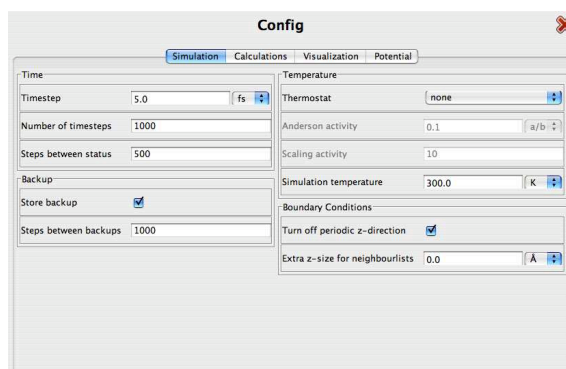 Config
Simulation Calculations Visualization Potential
Time
Timestep 5.0 fs
Number of timesteps 1000
Steps between status 500
Backup
Store backup
Steps between backups 1000
Temperature
Thermostat none
Anderson activity 0.1 a/b
Scaling activity 10
Simulation temperature 300.0 K
Boundary Conditions
Turn off periodic z-direction
Extra z-size for neighbourlists 0.0 Å